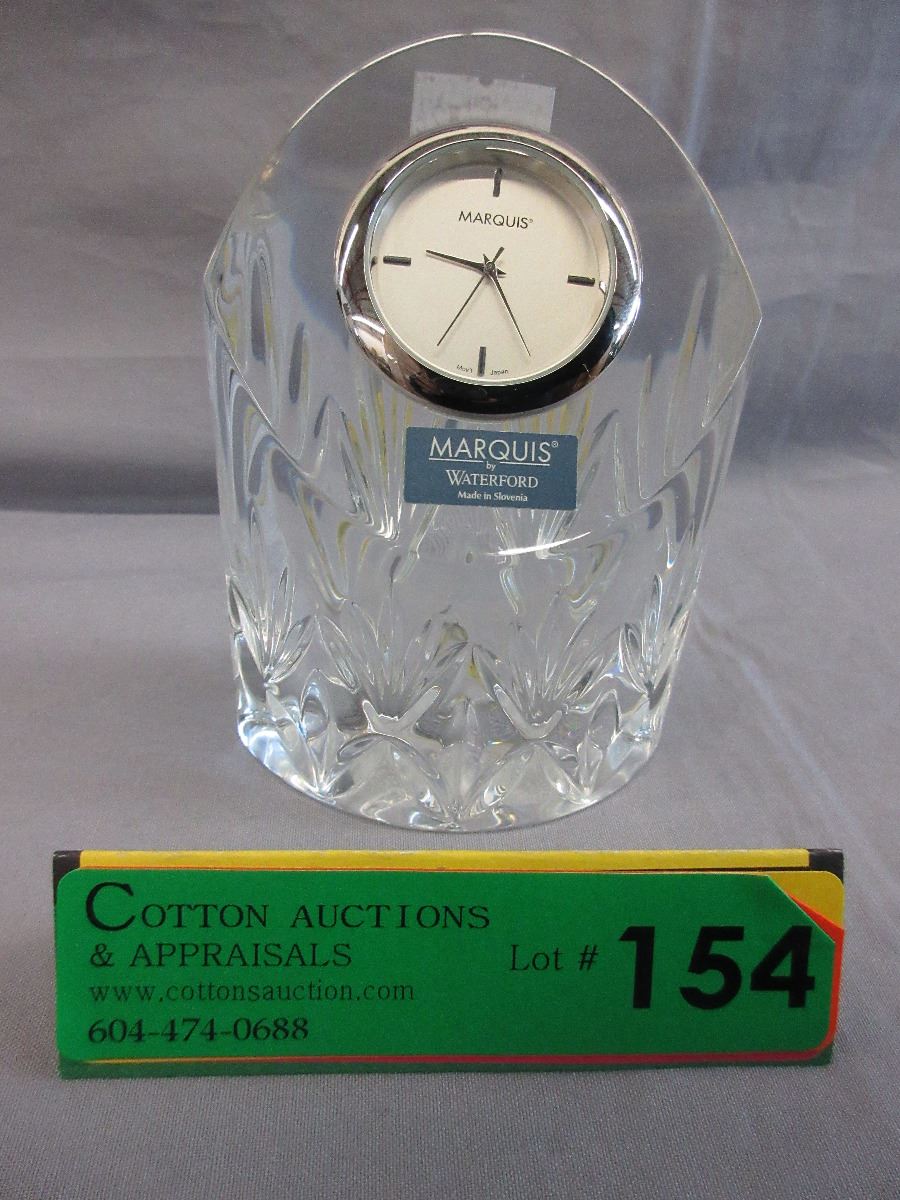 MARQUIS®
Mov't Japan
MARQUIS®
by
WATERFORD
Made in Slovenia
COTTON AUCTIONS
& APPRAISALS
www.cottonsauction.com
604-474-0688
Lot # 154